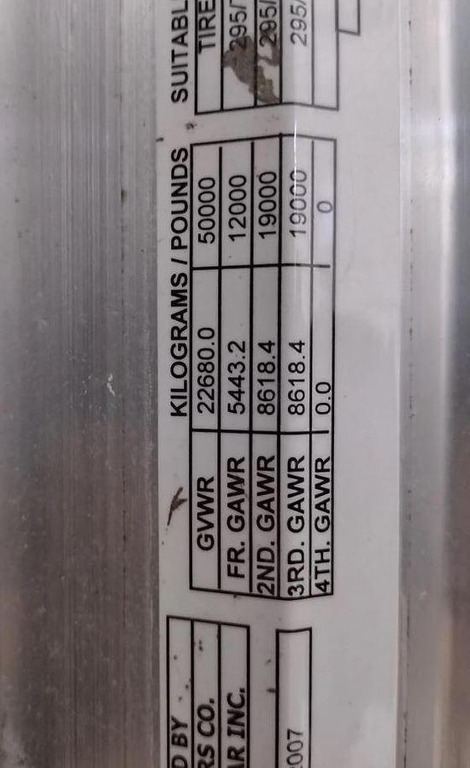 D BY
RS CO.
AR INC.
007
KILOGRAMS / POUNDS
GVWR 22680.0 50000
FR. GAWR 5443.2 12000
2ND. GAWR 8618.4 19000
3RD. GAWR 8618.4 19000
4TH. GAWR 0.0 0
SUITABL
TIRE
295/
295/
295/